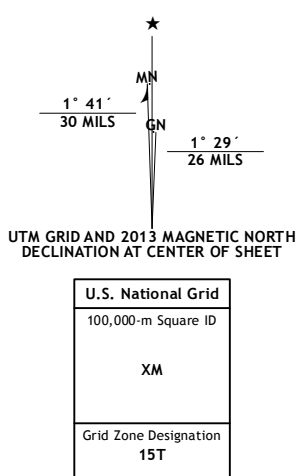 ★
MN
1° 41´
30 MILS
GN
1° 29´
26 MILS
UTM GRID AND 2013 MAGNETIC NORTH
DECLINATION AT CENTER OF SHEET
U.S. National Grid
100,000-m Square ID
XM
Grid Zone Designation
15T